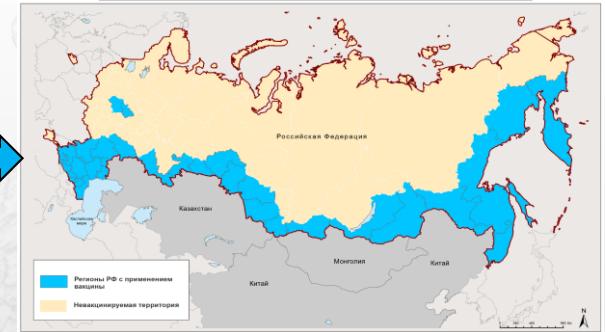 Российская Федерация
Казахстан
Каспийское
море
Монголия
Китай
Китай
Регионы РФ с применением
вакцины
Невакцинируемая территория
N